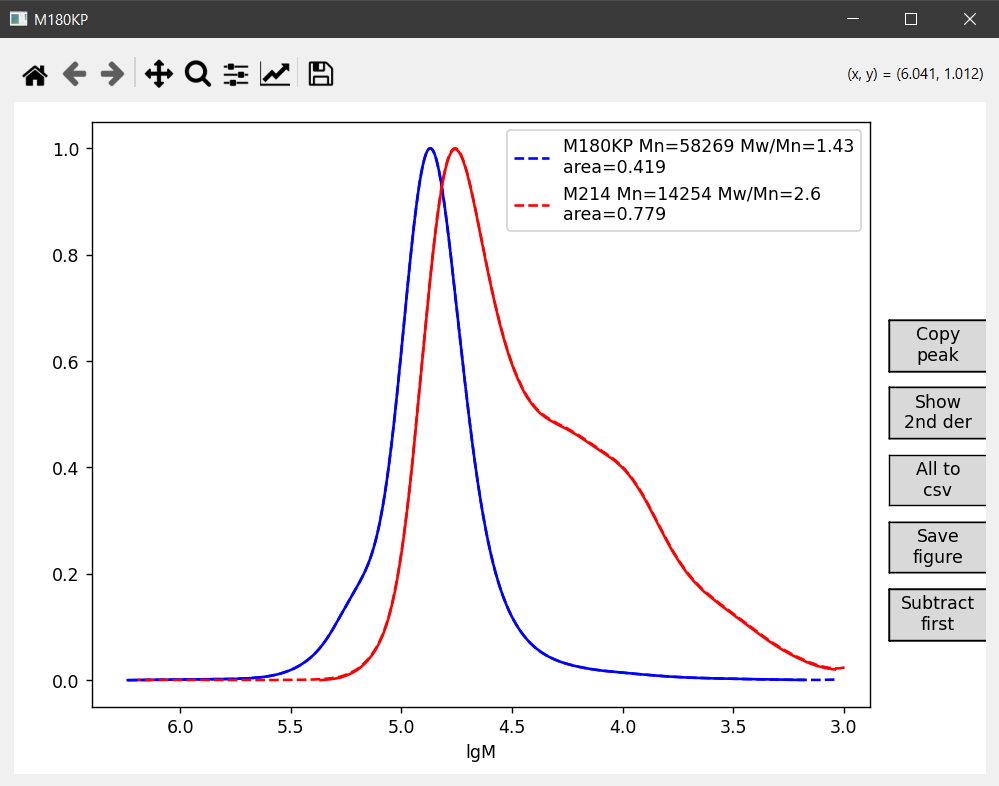 M180KP
(x, y) = (6.041, 1.012)
M180KP Mn=58269 Mw/Mn=1.43
area=0.419
M214 Mn=14254 Mw/Mn=2.6
area=0.779
1.0
0.8
0.6
0.4
0.2
0.0
6.0
5.5
5.0
4.5
4.0
3.5
3.0
lgM
Copy
peak
Show
2nd der
All to
csv
Save
figure
Subtract
first